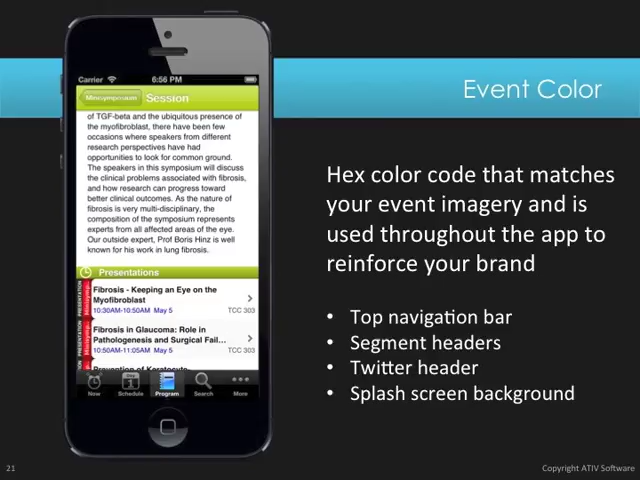 Event Color
Carrier 6:56 PM
Minisymposium Session
of TGF-beta and the ubiquitous presence of
the myofibroblast, there have been few
occasions where speakers from different
research perspectives have had
opportunities to look for common ground.
The speakers in this symposium will discuss
the clinical problems associated with fibrosis,
and how research can progress toward
better clinical outcomes. As the nature of
fibrosis is very multi-disciplinary, the
composition of the symposium represents
experts from all affected areas of the eye.
Our outside expert, Prof Boris Hinz is well
known for his work in lung fibrosis.
Presentations
PRESENTATION
Fibrosis - Keeping an Eye on the
Myofibroblast
10:30AM-10:50AM May 5 TCC 303
PRESENTATION
Fibrosis in Glaucoma: Role in
Pathogenesis and Surgical Fail...
10:50AM-11:05AM May 5 TCC 303
Prevention of Keratocyte-
Now Schedule Program Search More
Hex color code that matches
your event imagery and is
used throughout the app to
reinforce your brand
• Top navigation bar
• Segment headers
• Twitter header
• Splash screen background
21
Copyright ATIV Software